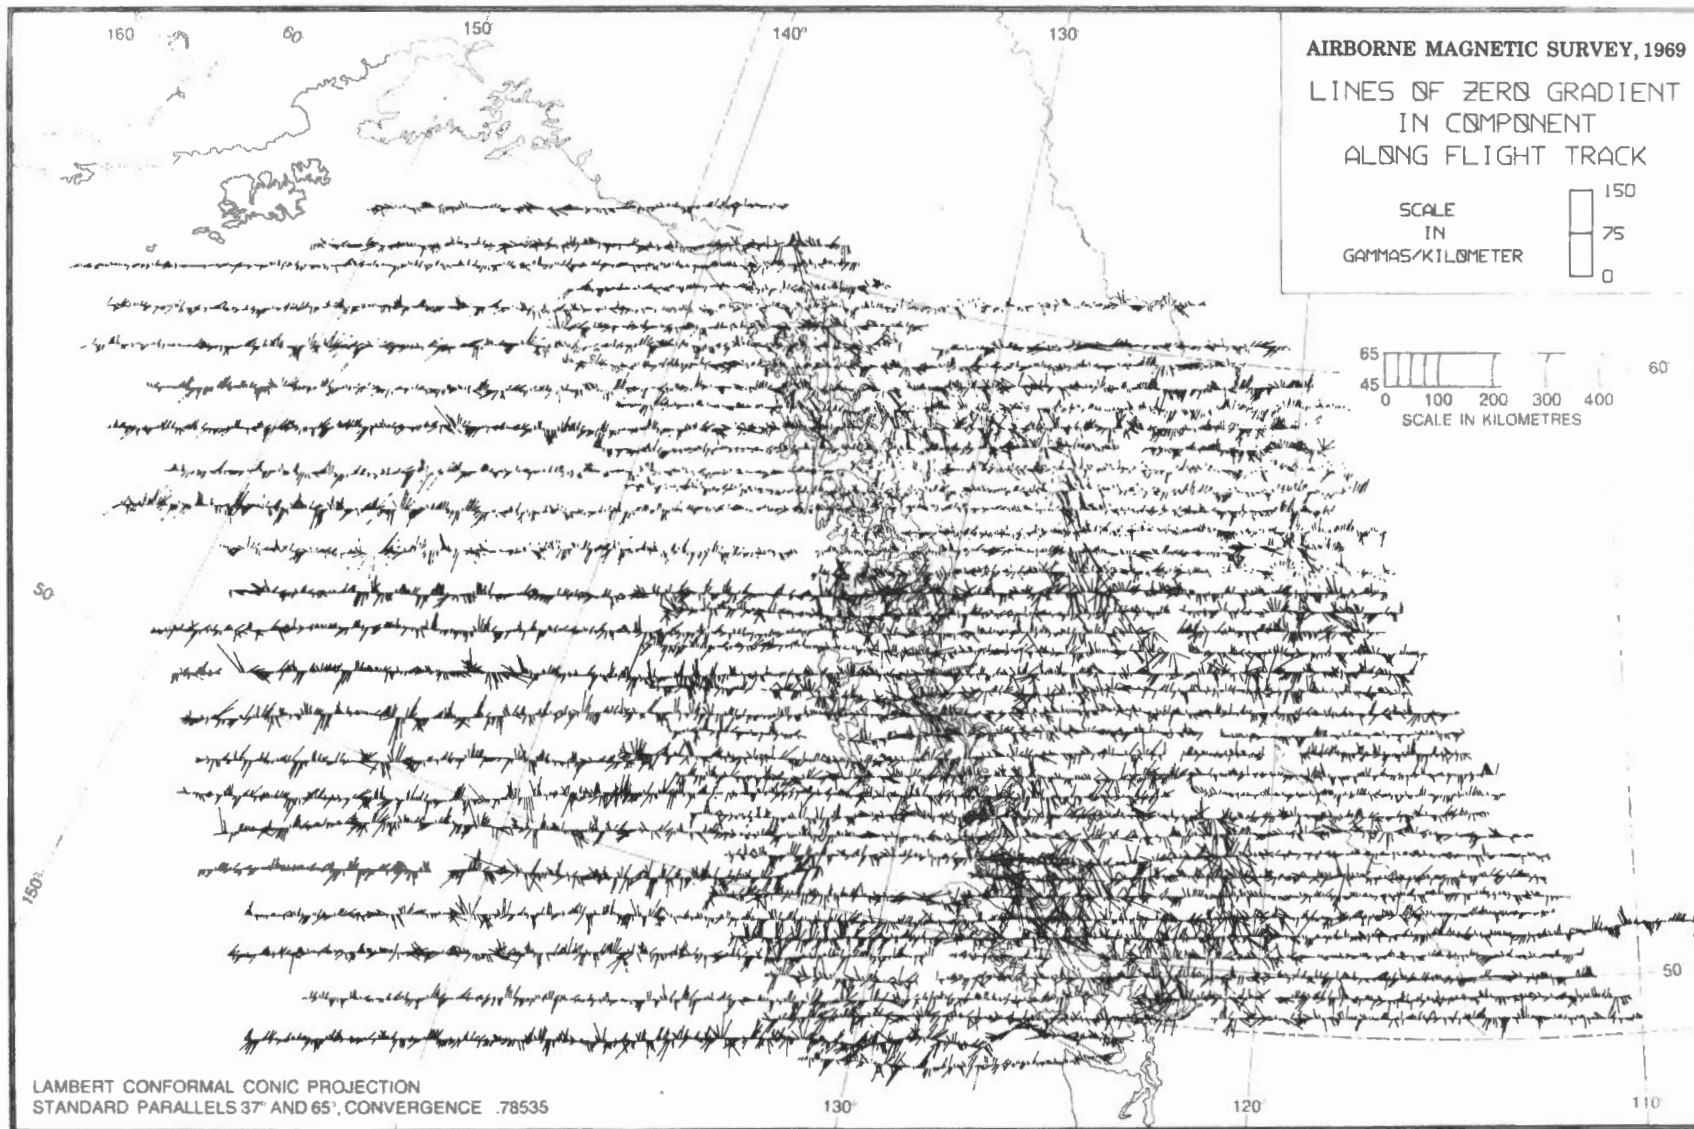 160 60 150 140° 130
AIRBORNE MAGNETIC SURVEY, 1969
LINES OF ZERO GRADIENT
IN COMPONENT
ALONG FLIGHT TRACK
SCALE
IN
GAMMAS/KILOMETER
150
75
0
65
45
0 100 200 300 400
SCALE IN KILOMETRES
60°
50
150°
50°
LAMBERT CONFORMAL CONIC PROJECTION
STANDARD PARALLELS 37° AND 65°, CONVERGENCE .78535
130° 120° 110°